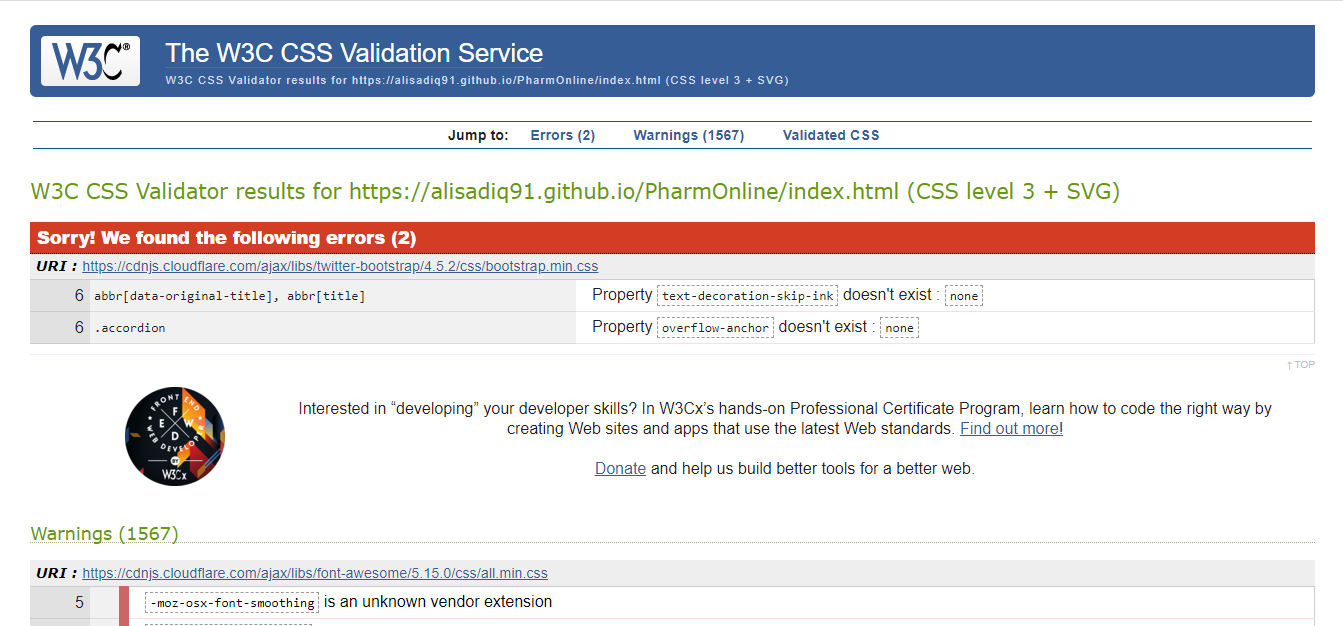 W3C® The W3C CSS Validation Service
W3C CSS Validator results for https://alisadiq91.github.io/PharmOnline/index.html (CSS level 3 + SVG)
Jump to: Errors (2) Warnings (1567) Validated CSS
W3C CSS Validator results for https://alisadiq91.github.io/PharmOnline/index.html (CSS level 3 + SVG)
Sorry! We found the following errors (2)
URI : https://cdnjs.cloudflare.com/ajax/libs/twitter-bootstrap/4.5.2/css/bootstrap.min.css
6 abbr[data-original-title], abbr[title] Property text-decoration-skip-ink doesn't exist : none
6 .accordion Property overflow-anchor doesn't exist : none
↑ TOP
FRONT END
F
E W
D
WEB DEVELOPER
BY
W3Cx
Interested in “developing” your developer skills? In W3Cx’s hands-on Professional Certificate Program, learn how to code the right way by
creating Web sites and apps that use the latest Web standards. Find out more!
Donate and help us build better tools for a better web.
Warnings (1567)
URI : https://cdnjs.cloudflare.com/ajax/libs/font-awesome/5.15.0/css/all.min.css
5 -moz-osx-font-smoothing is an unknown vendor extension